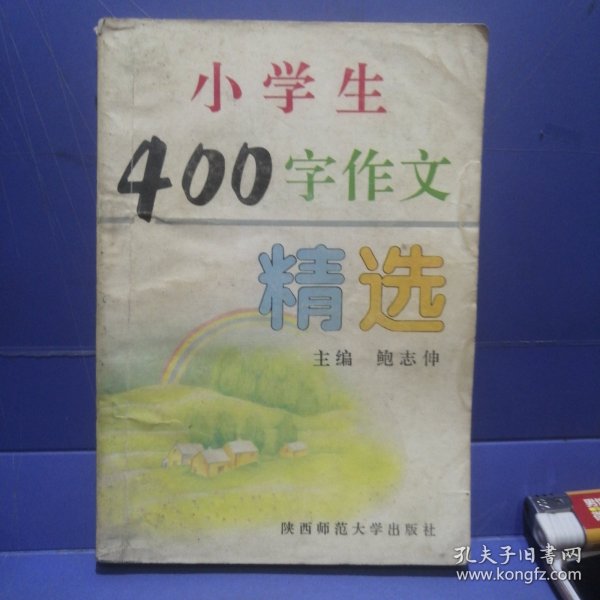 小学生
400字作文
精选
主编 鲍志伸
陕西师范大学出版社
孔夫子旧书网
www.kongfz.com